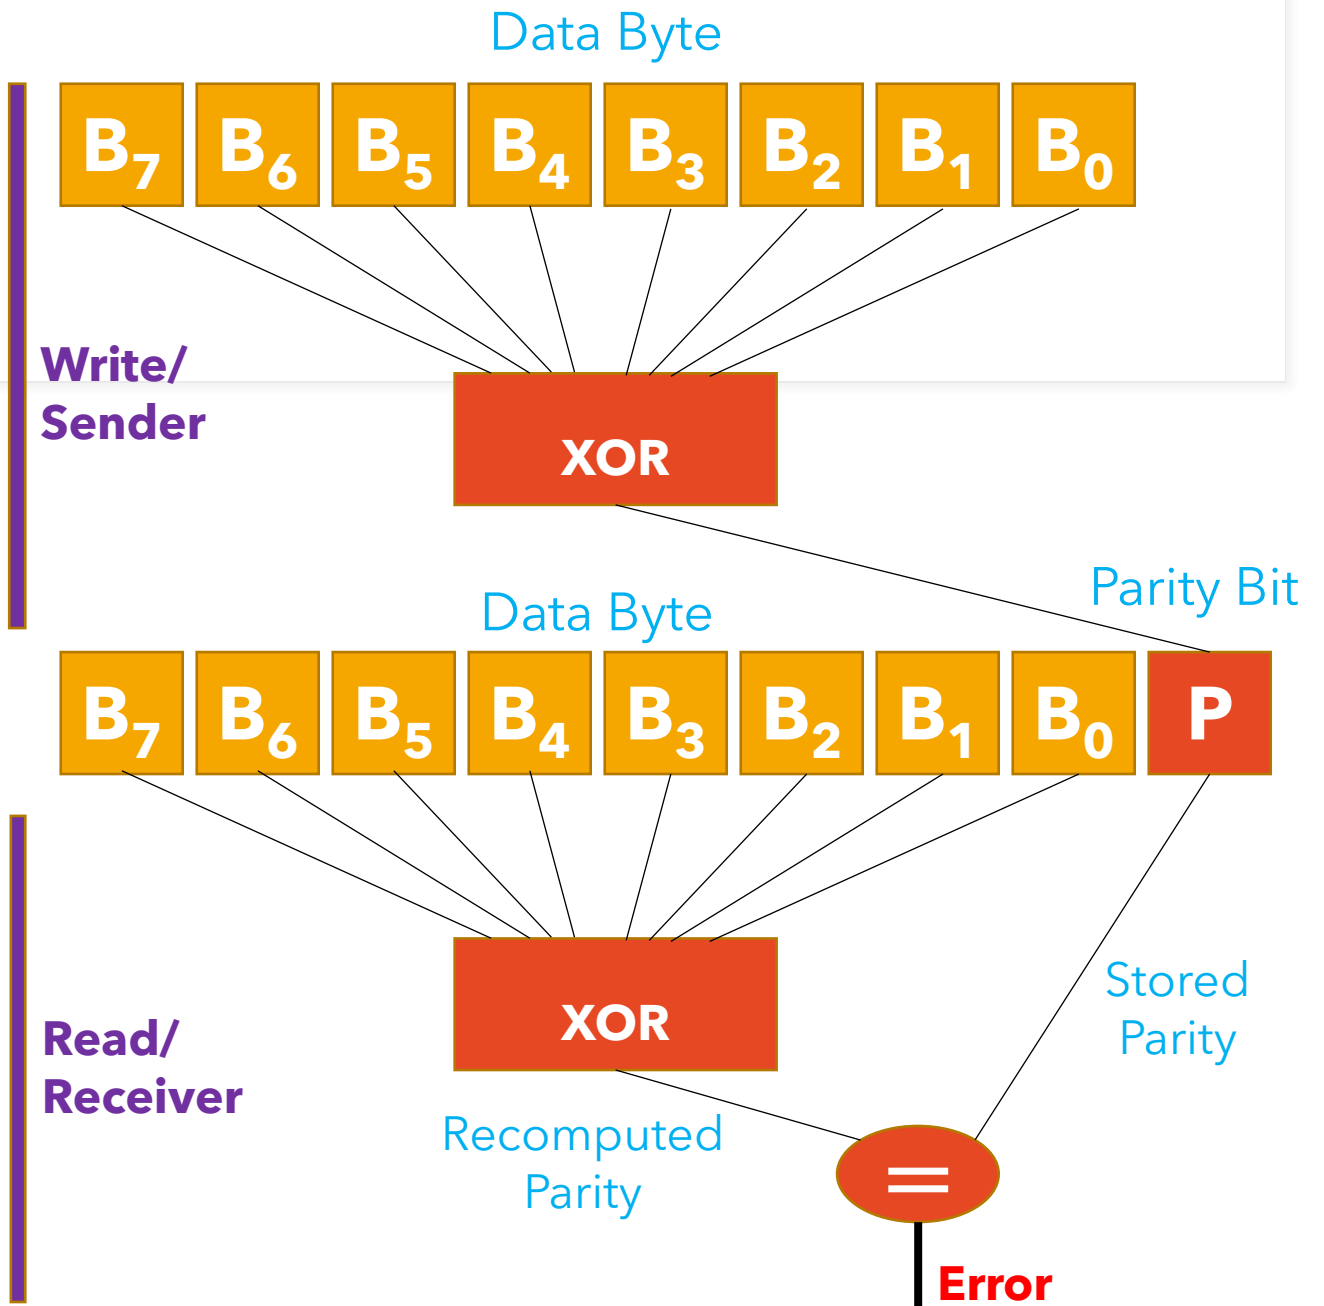 Data Byte
B₇ B₆ B₅ B₄ B₃ B₂ B₁ B₀
Write/
Sender
XOR
Parity Bit
Data Byte
B₇ B₆ B₅ B₄ B₃ B₂ B₁ B₀ P
Stored
Parity
XOR
Read/
Receiver
Recomputed
Parity
=
Error